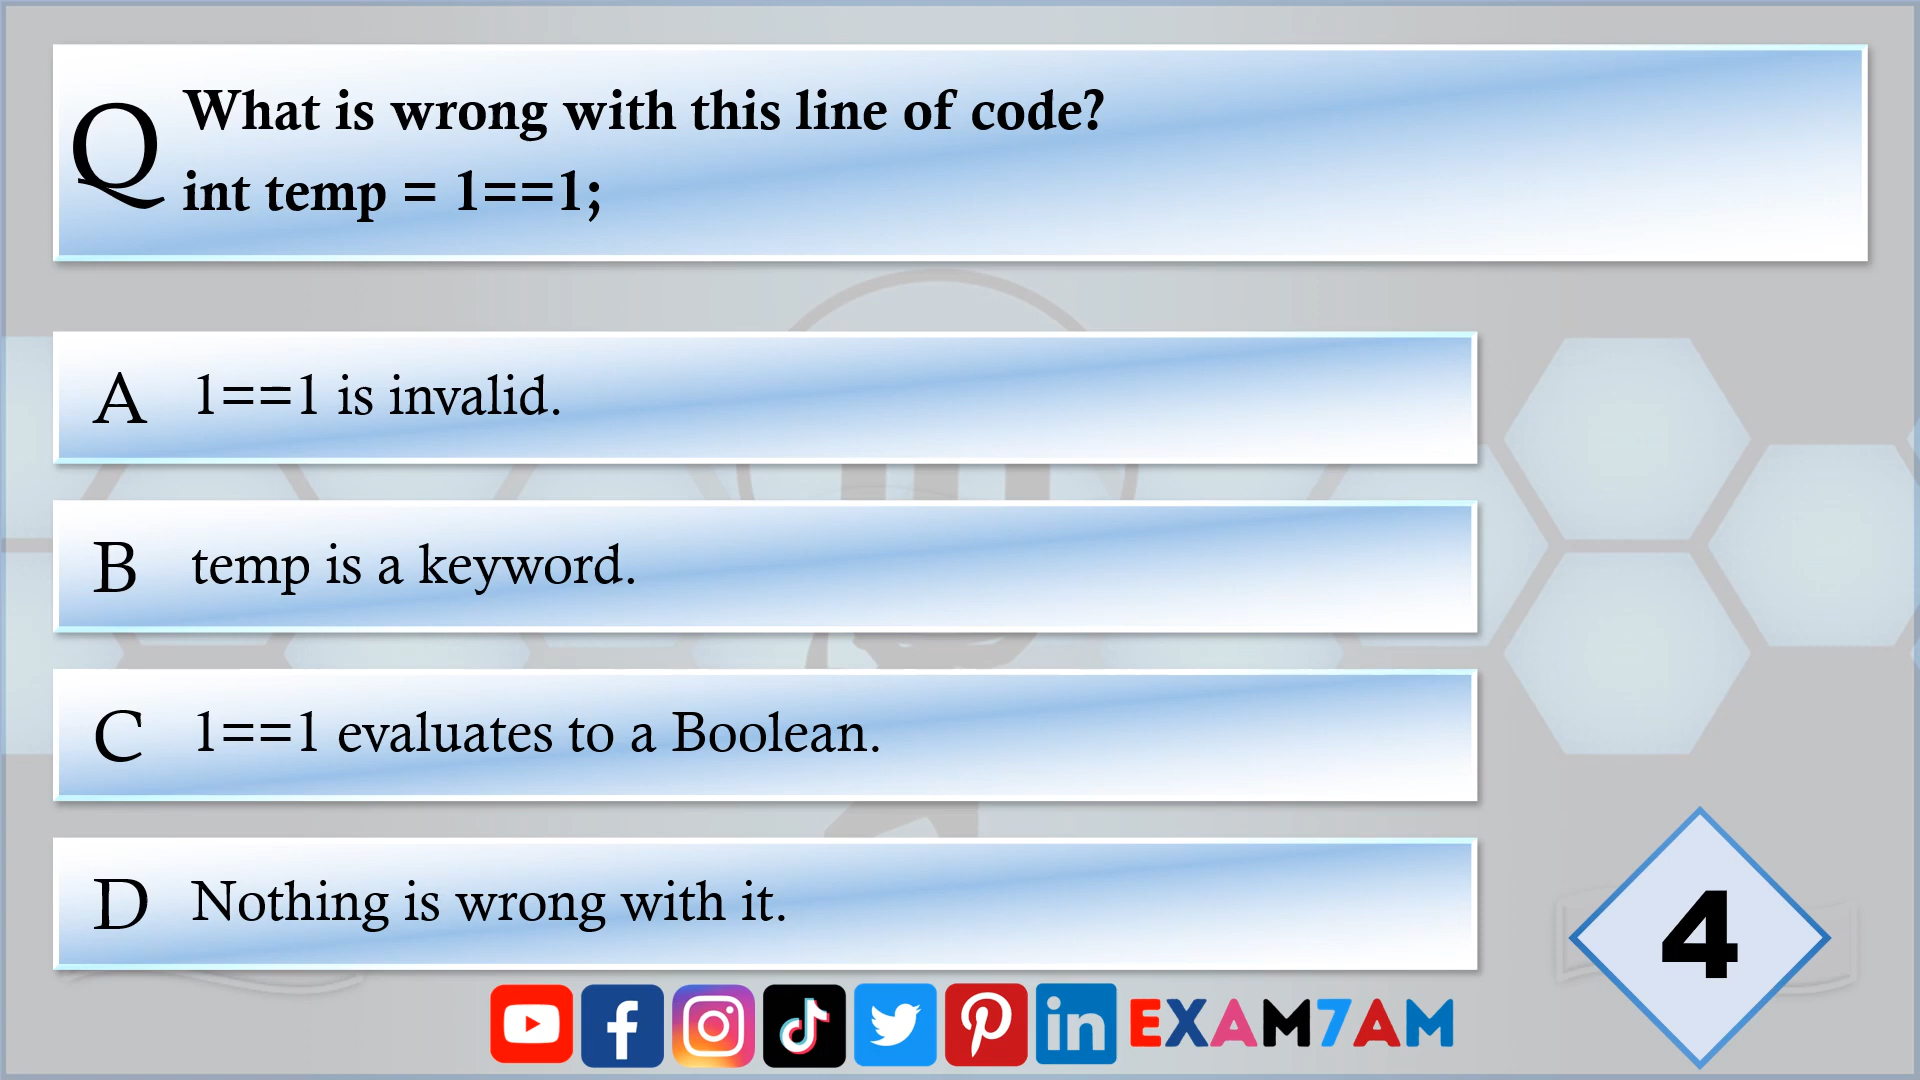 Q
What is wrong with this line of code?
int temp = 1==1;
A 1==1 is invalid.
B temp is a keyword.
C 1==1 evaluates to a Boolean.
D Nothing is wrong with it.
4
in EXAM7AM